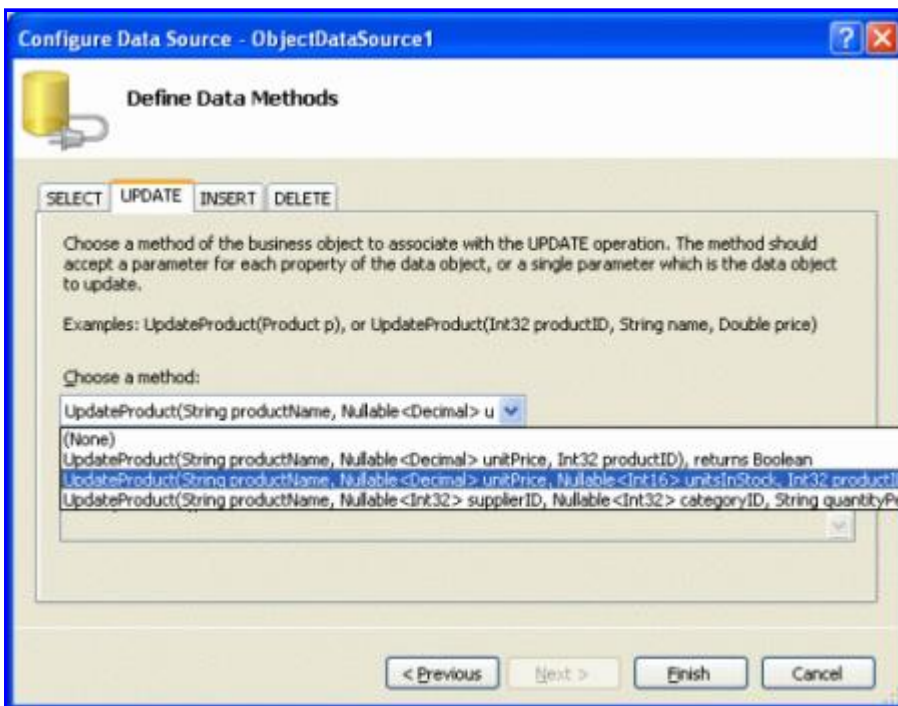 Configure Data Source - ObjectDataSource1
Define Data Methods
SELECT UPDATE INSERT DELETE
Choose a method of the business object to associate with the UPDATE operation. The method should
accept a parameter for each property of the data object, or a single parameter which is the data object
to update.
Examples: UpdateProduct(Product p), or UpdateProduct(Int32 productID, String name, Double price)
Choose a method:
UpdateProduct(String productName, Nullable<Decimal> u
(None)
UpdateProduct(String productName, Nullable<Decimal> unitPrice, Int32 productID), returns Boolean
UpdateProduct(String productName, Nullable<Decimal> unitPrice, Nullable<Int16> unitsInStock, Int32 productI
UpdateProduct(String productName, Nullable<Int32> supplierID, Nullable<Int32> categoryID, String quantityPe
< Previous Next > Finish Cancel